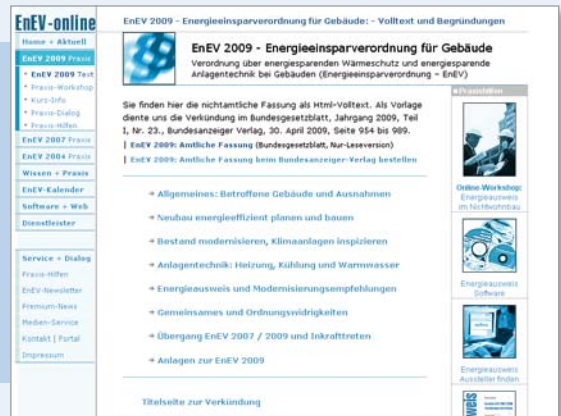 EnEV-online
Home + Aktuell
EnEV 2009 Praxis
EnEV 2009 Text
Praxis-Workshop
Kurz-Info
Praxis-Dialog
Praxis-Hilfen
EnEV 2007 Praxis
EnEV 2004 Praxis
Wissen + Praxis
EnEV-Kalender
Software + Web
Dienstleister
Service + Dialog
Praxis-Hilfen
EnEV-Newsletter
Premium-News
Medien-Service
Kontakt | Portal
Impressum
EnEV 2009 - Energieeinsparverordnung für Gebäude: - Volltext und Begründungen
EnEV 2009 - Energieeinsparverordnung für Gebäude
Verordnung über energiesparenden Wärmeschutz und energiesparende
Anlagentechnik bei Gebäuden (Energieeinsparverordnung – EnEV)
Sie finden hier die nichtamtliche Fassung als Html-Volltext. Als Vorlage
diente uns die Verkündung im Bundesgesetzblatt, Jahrgang 2009, Teil
I, Nr. 23., Bundesanzeiger Verlag, 30. April 2009, Seite 954 bis 989.
| EnEV 2009: Amtliche Fassung (Bundesgesetzblatt, Nur-Leseversion)
| EnEV 2009: Amtliche Fassung beim Bundesanzeiger-Verlag bestellen
Allgemeines: Betroffene Gebäude und Ausnahmen
Neubau energieeffizient planen und bauen
Bestand modernisieren, Klimaanlagen inspizieren
Anlagentechnik: Heizung, Kühlung und Warmwasser
Energieausweis und Modernisierungsempfehlungen
Gemeinsames und Ordnungswidrigkeiten
Übergang EnEV 2007 / 2009 und Inkrafttreten
Anlagen zur EnEV 2009
Titelseite zur Verkündung
Praxishilfen
Online-Workshop:
Energieausweis
im Nichtwohnbau
Energieausweis
Software
Energieausweis
Aussteller finden